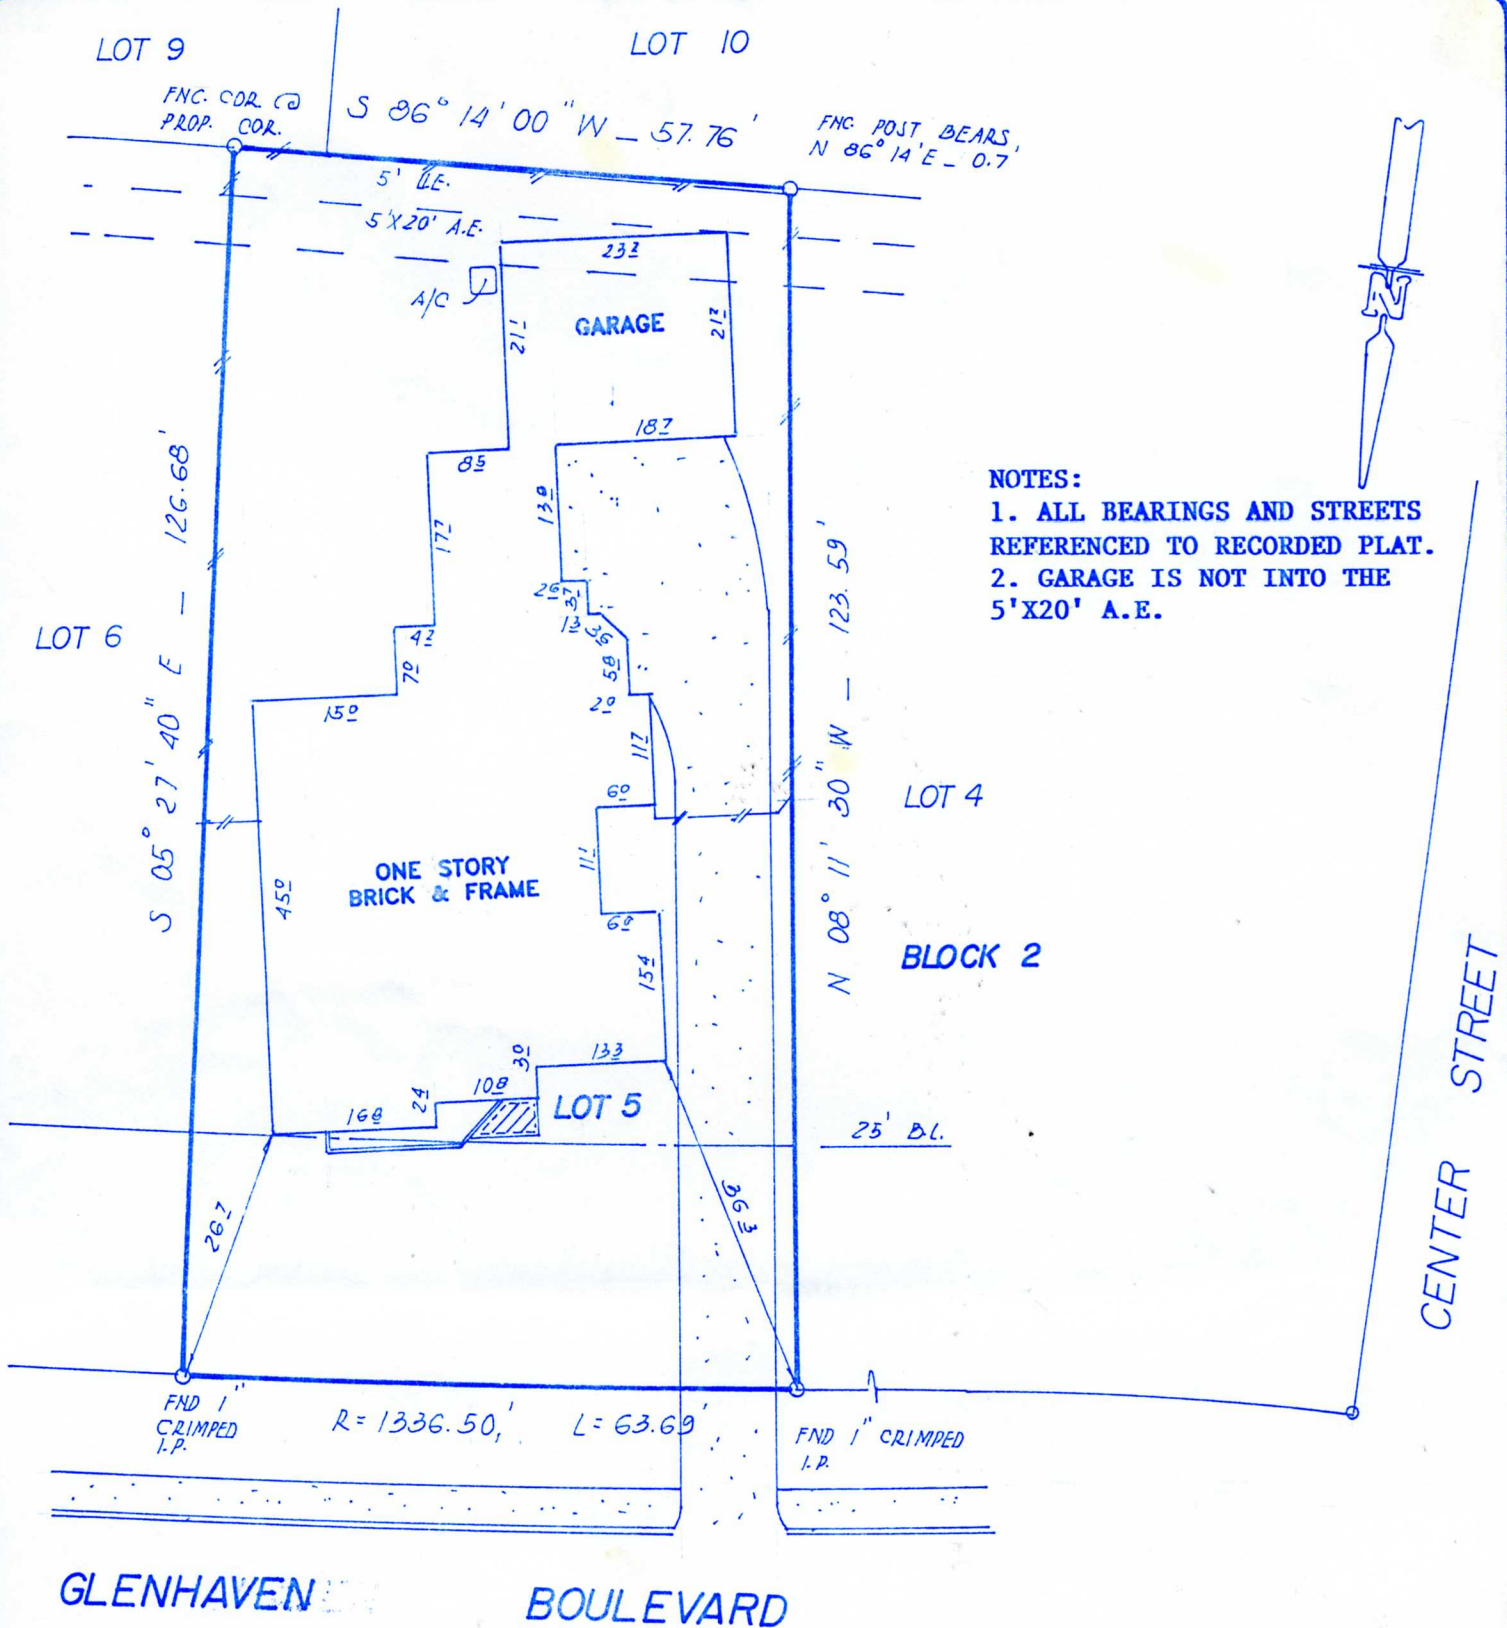 LOT 9
LOT 10
FNC. COR. @
PROP. COR.
S 86° 14' 00" W _ 57.76'
FNC. POST BEARS,
N 86° 14' E _ 0.7'
5' U.E.
5'X20' A.E.
23 2
A/C
GARAGE
21 1
21 2
N
18 7
8 5
13 0
17 7
NOTES:
1. ALL BEARINGS AND STREETS
REFERENCED TO RECORDED PLAT.
2. GARAGE IS NOT INTO THE
5'X20' A.E.
S 05° 27' 40" E — 126.68'
N 08° 11' 30" W — 123.59'
LOT 6
2 6
3 7
1 3
3 6
4 2
7 0
5 8
15 0
2 0
11 7
6 0
LOT 4
11 1
ONE STORY
BRICK & FRAME
45 0
6 0
15 4
BLOCK 2
CENTER STREET
3 0
13 3
10 8
2 4
16 8
LOT 5
25' B.L.
26 7
36 3
FND 1"
CRIMPED
I.P.
R = 1336.50,' L = 63.69'
FND 1" CRIMPED
I.P.
GLENHAVEN BOULEVARD